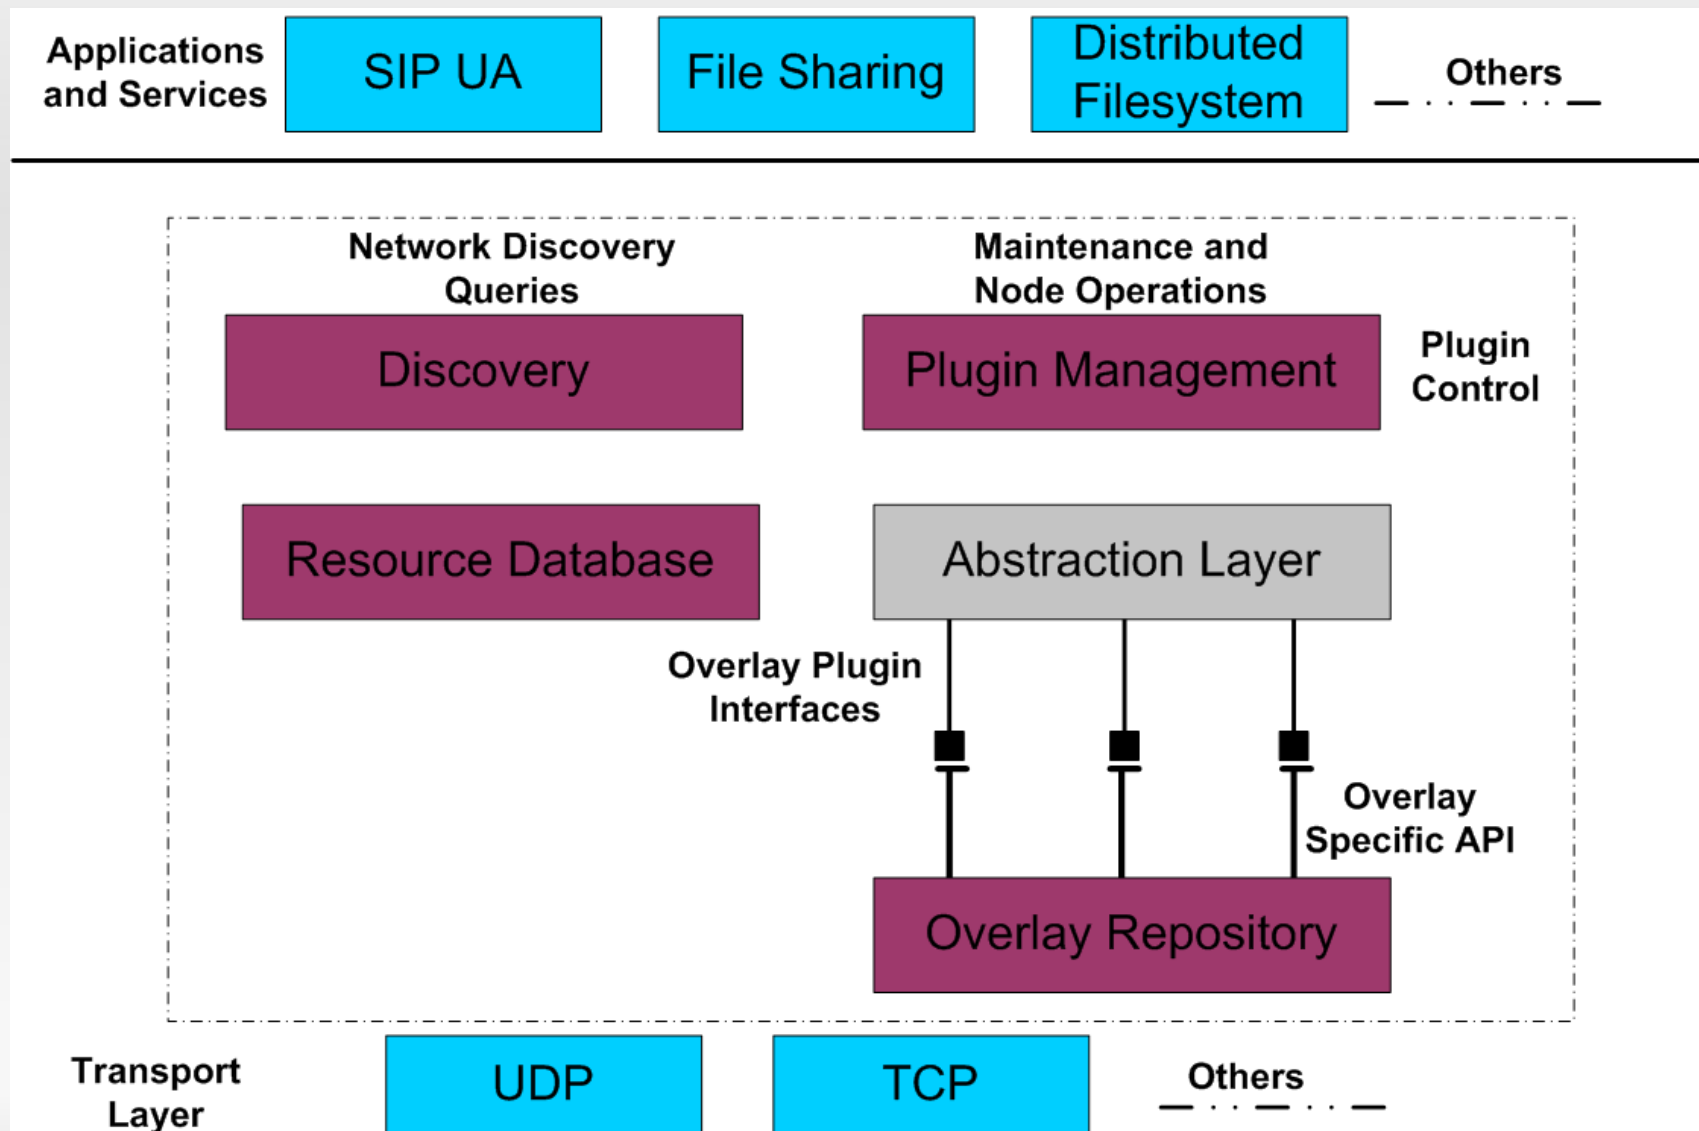 Applications
and Services
SIP UA
File Sharing
Distributed
Filesystem
Others
Network Discovery
Queries
Maintenance and
Node Operations
Discovery
Plugin Management
Plugin
Control
Resource Database
Abstraction Layer
Overlay Plugin
Interfaces
Overlay
Specific API
Overlay Repository
Transport
Layer
UDP
TCP
Others